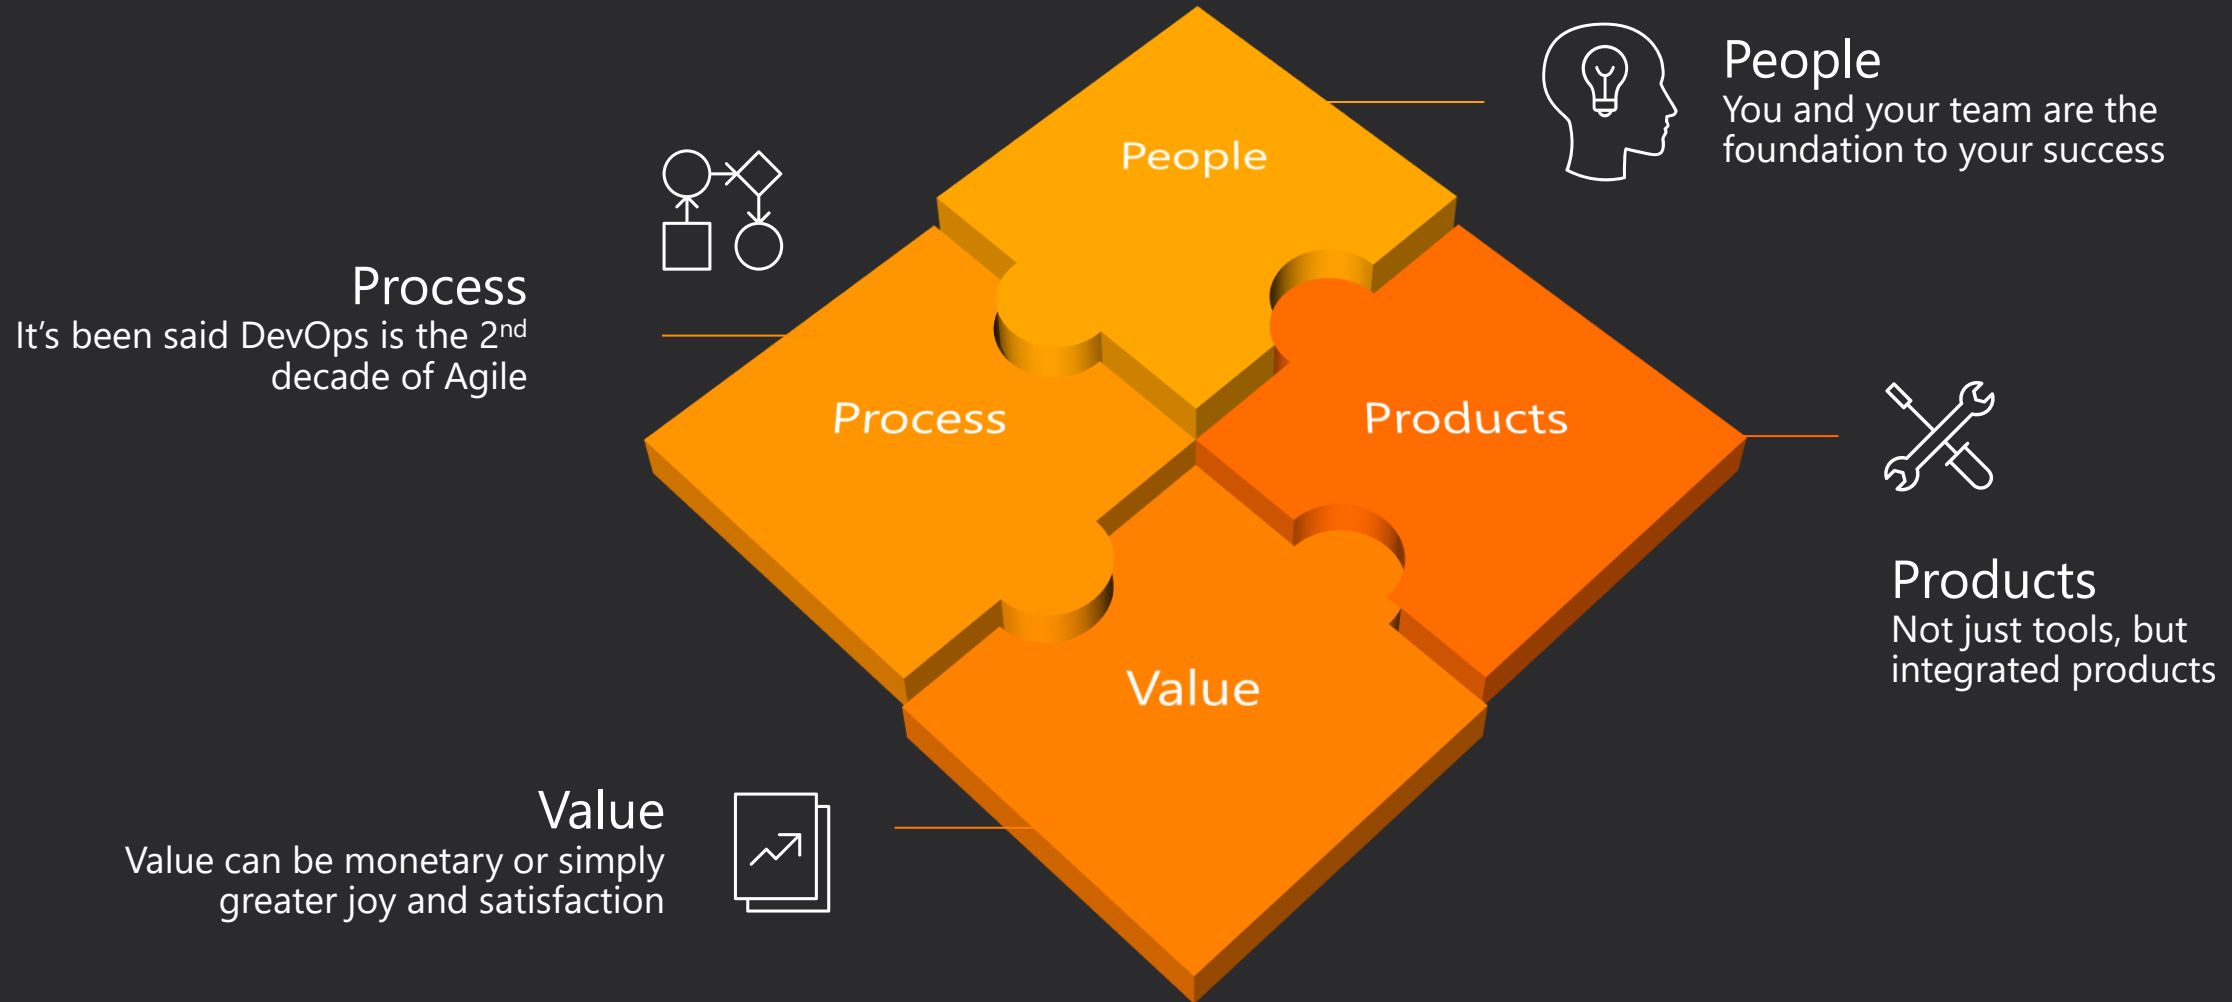 People
You and your team are the
foundation to your success
People
Process
It’s been said DevOps is the 2nd
decade of Agile
Process
Products
Products
Not just tools, but
integrated products
Value
Value
Value can be monetary or simply
greater joy and satisfaction